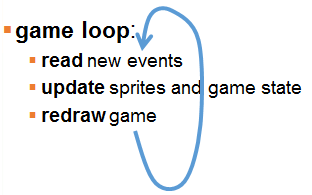 game loop:
read new events
update sprites and game state
redraw game